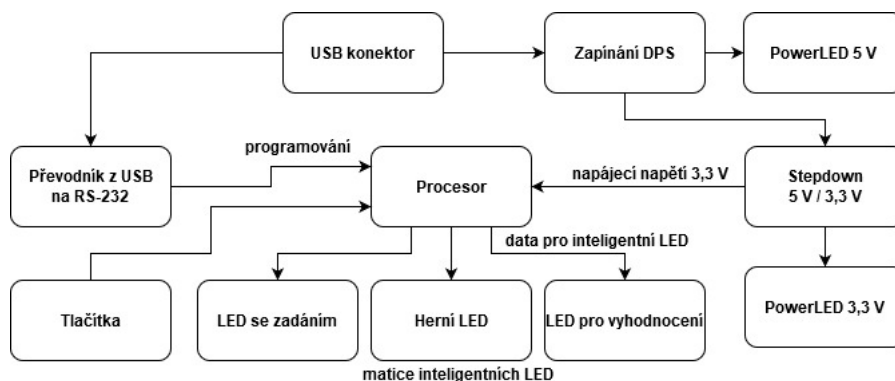 USB konektor
Zapínání DPS
PowerLED 5 V
programování
Převodník z USB
na RS-232
Procesor
napájecí napětí 3,3 V
Stepdown
5 V / 3,3 V
data pro inteligentní LED
Tlačítka
LED se zadáním
Herní LED
LED pro vyhodnocení
PowerLED 3,3 V
matice inteligentních LED